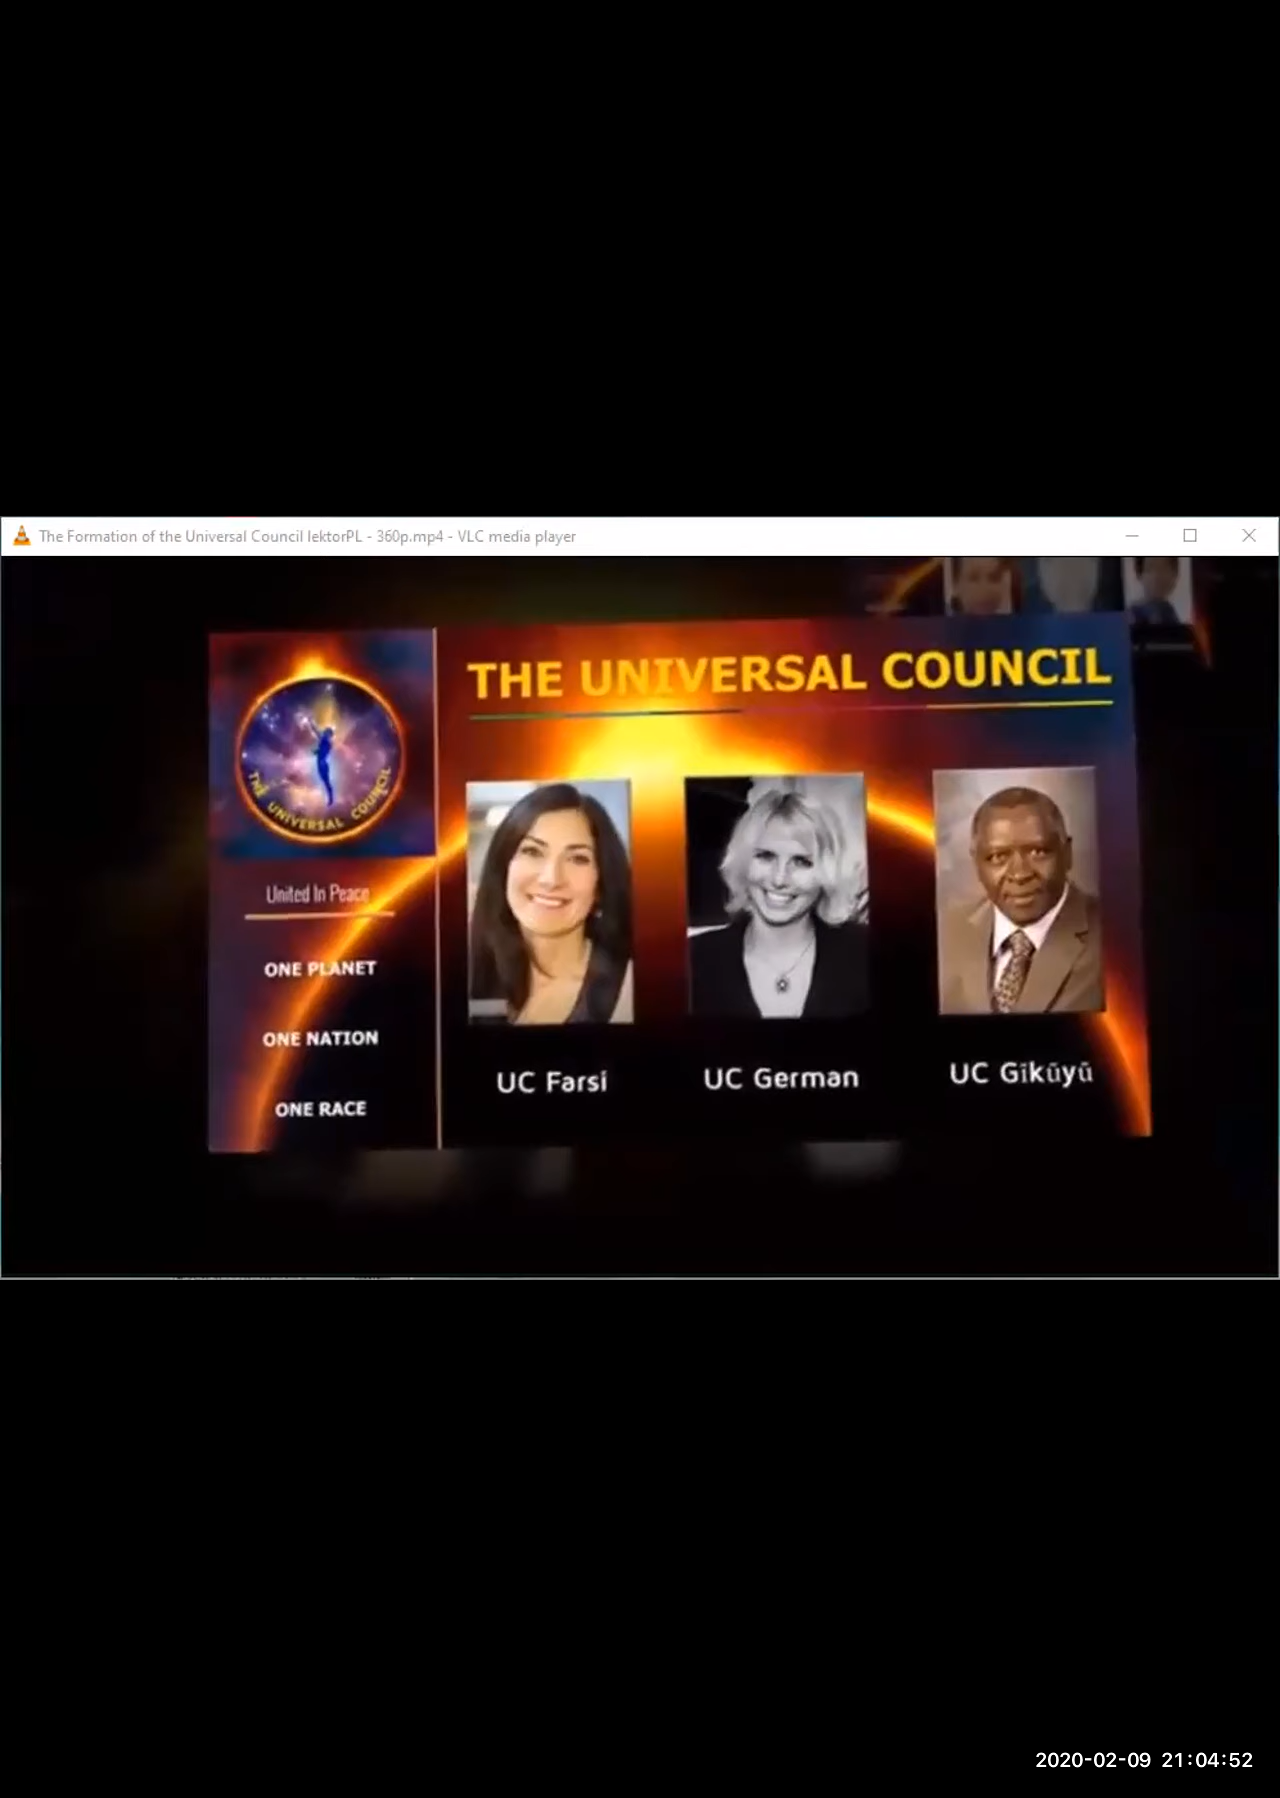 The Formation of the Universal Council lektorPL - 360p.mp4 - VLC media player
THE UNIVERSAL COUNCIL
THE UNIVERSAL COUNCIL
United In Peace
ONE PLANET
ONE NATION
ONE RACE
UC Farsi
UC German
UC Gĩkũyũ
2020-02-09 21:04:52